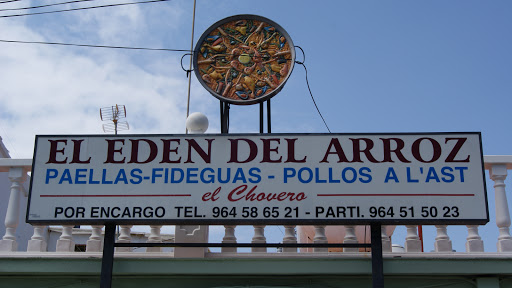 EL EDEN DEL ARROZ
PAELLAS-FIDEGUAS - POLLOS A L'AST
el Chovero
POR ENCARGO TEL. 964 58 65 21 - PARTI. 964 51 50 23